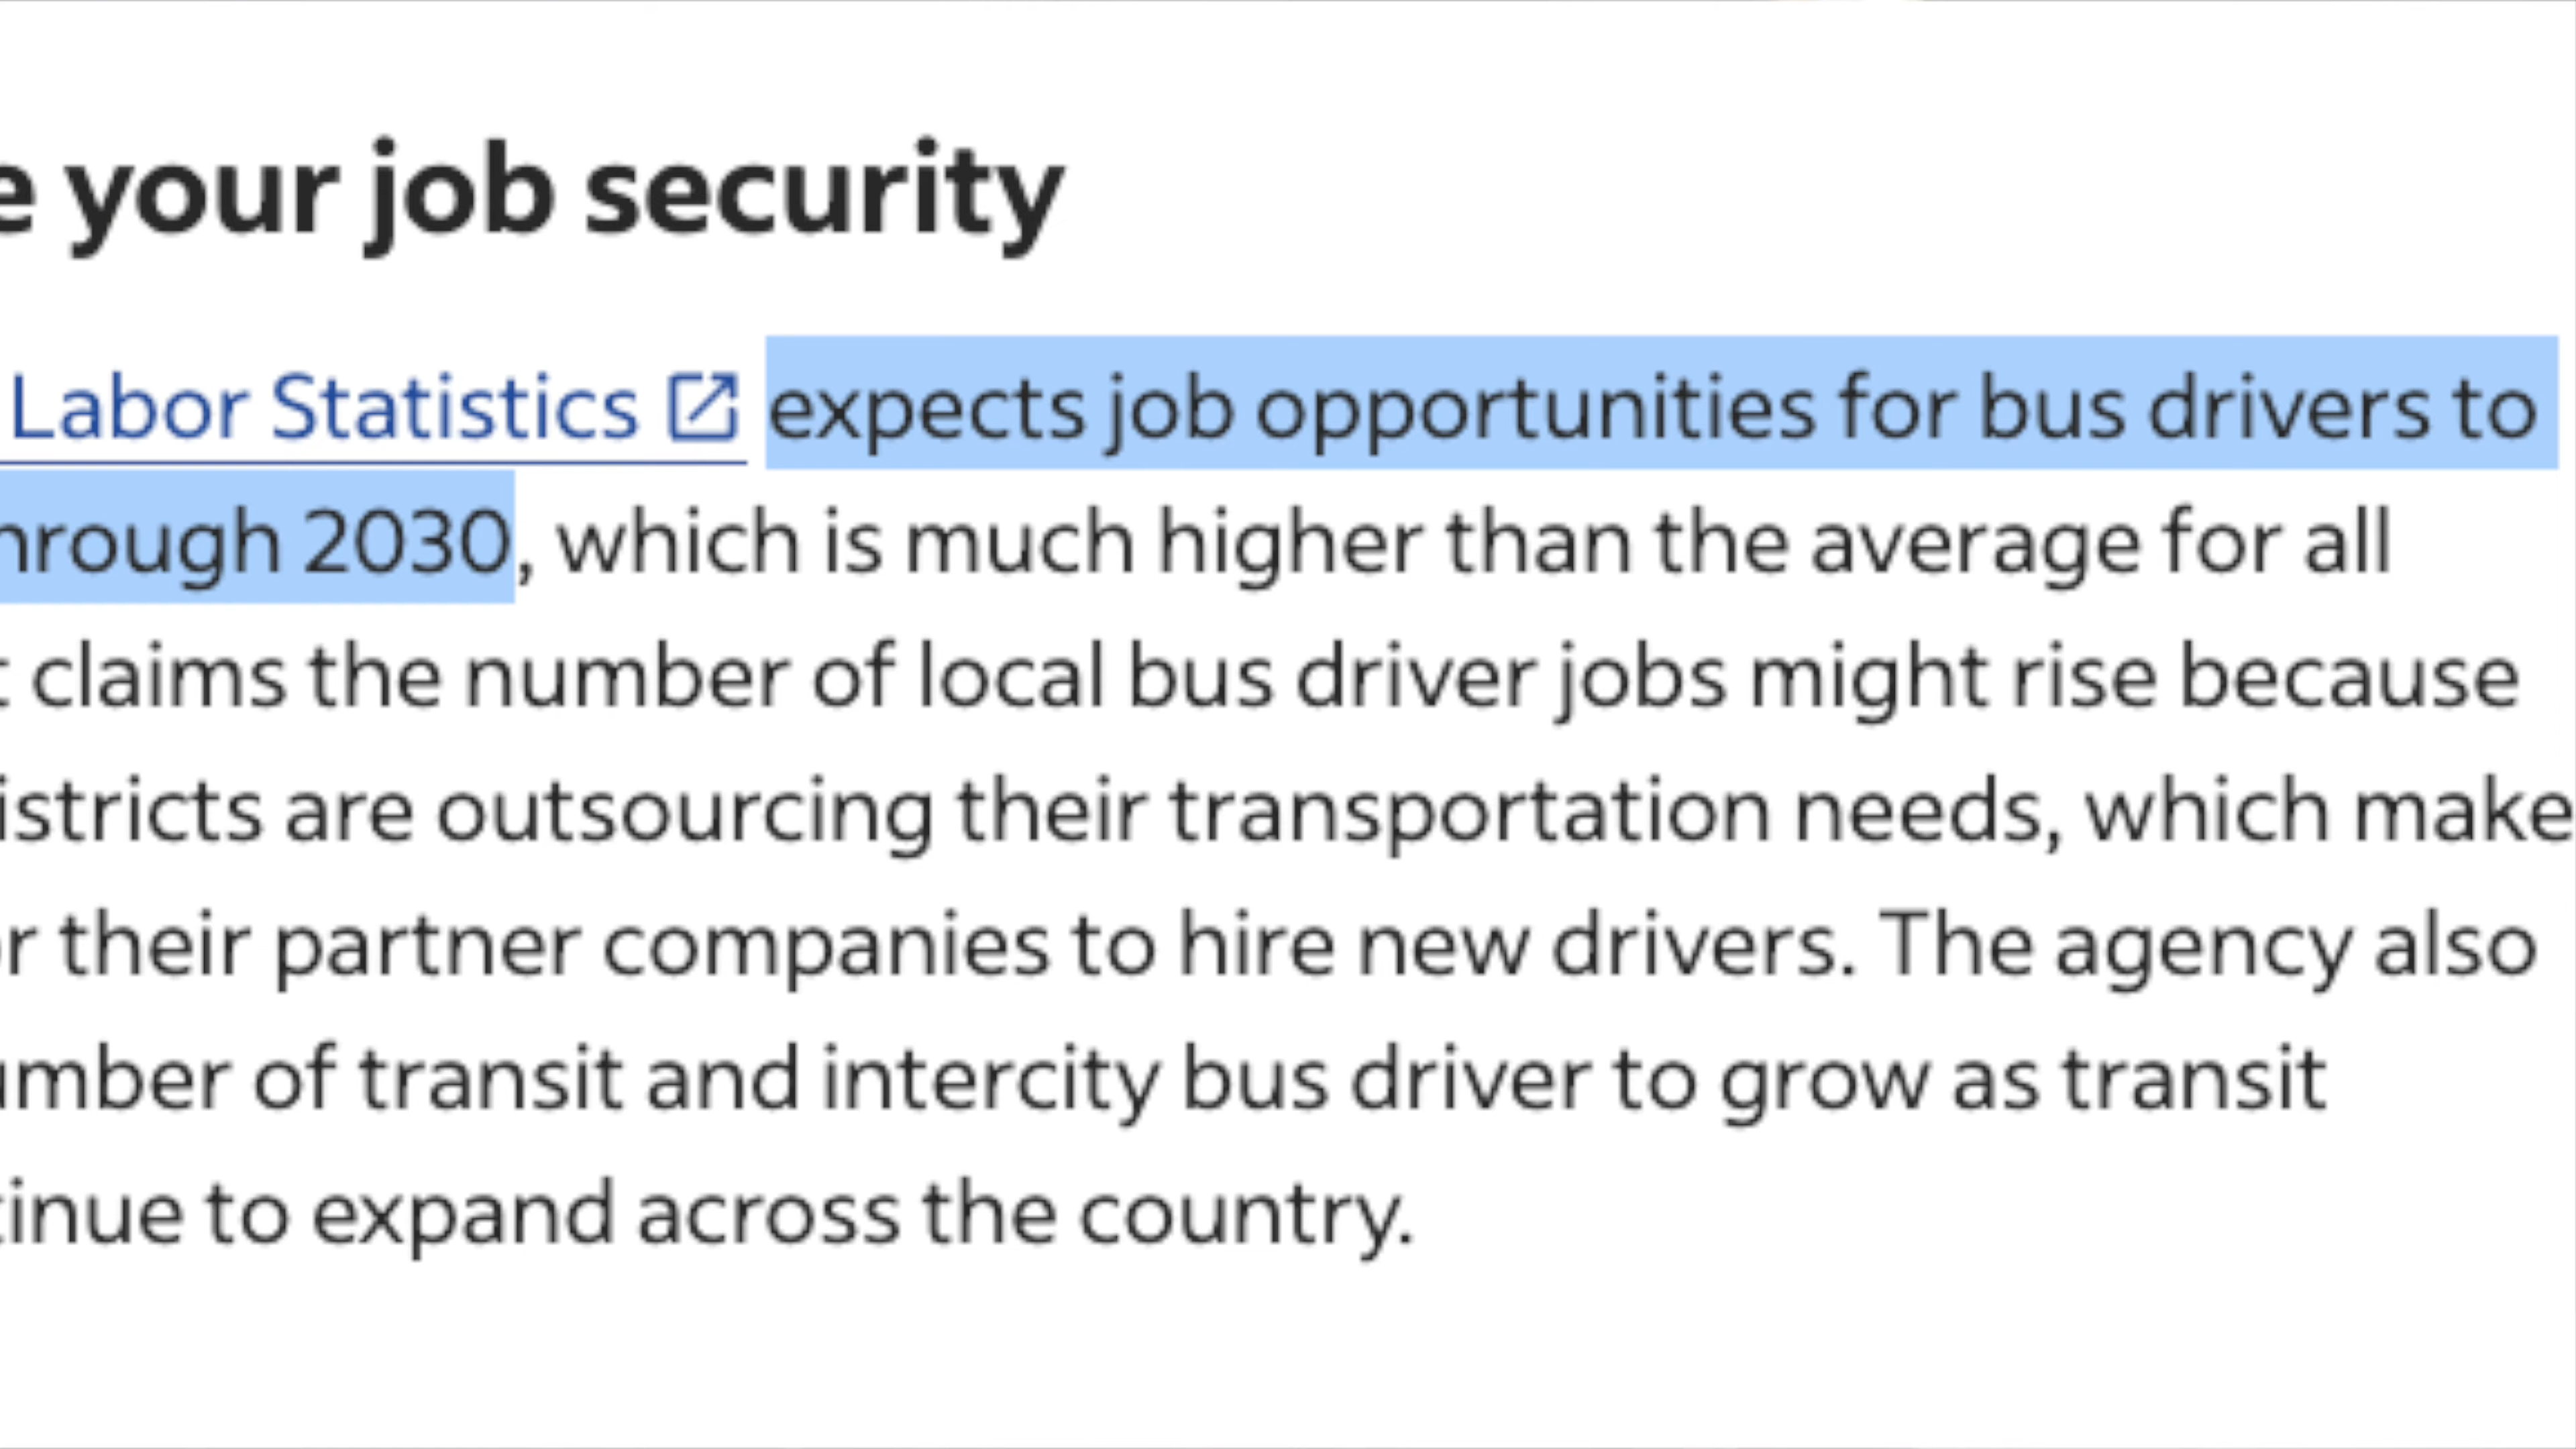 e your job security
Labor Statistics expects job opportunities for bus drivers to
hrough 2030, which is much higher than the average for all
t claims the number of local bus driver jobs might rise because
istricts are outsourcing their transportation needs, which make
r their partner companies to hire new drivers. The agency also
umber of transit and intercity bus driver to grow as transit
tinue to expand across the country.